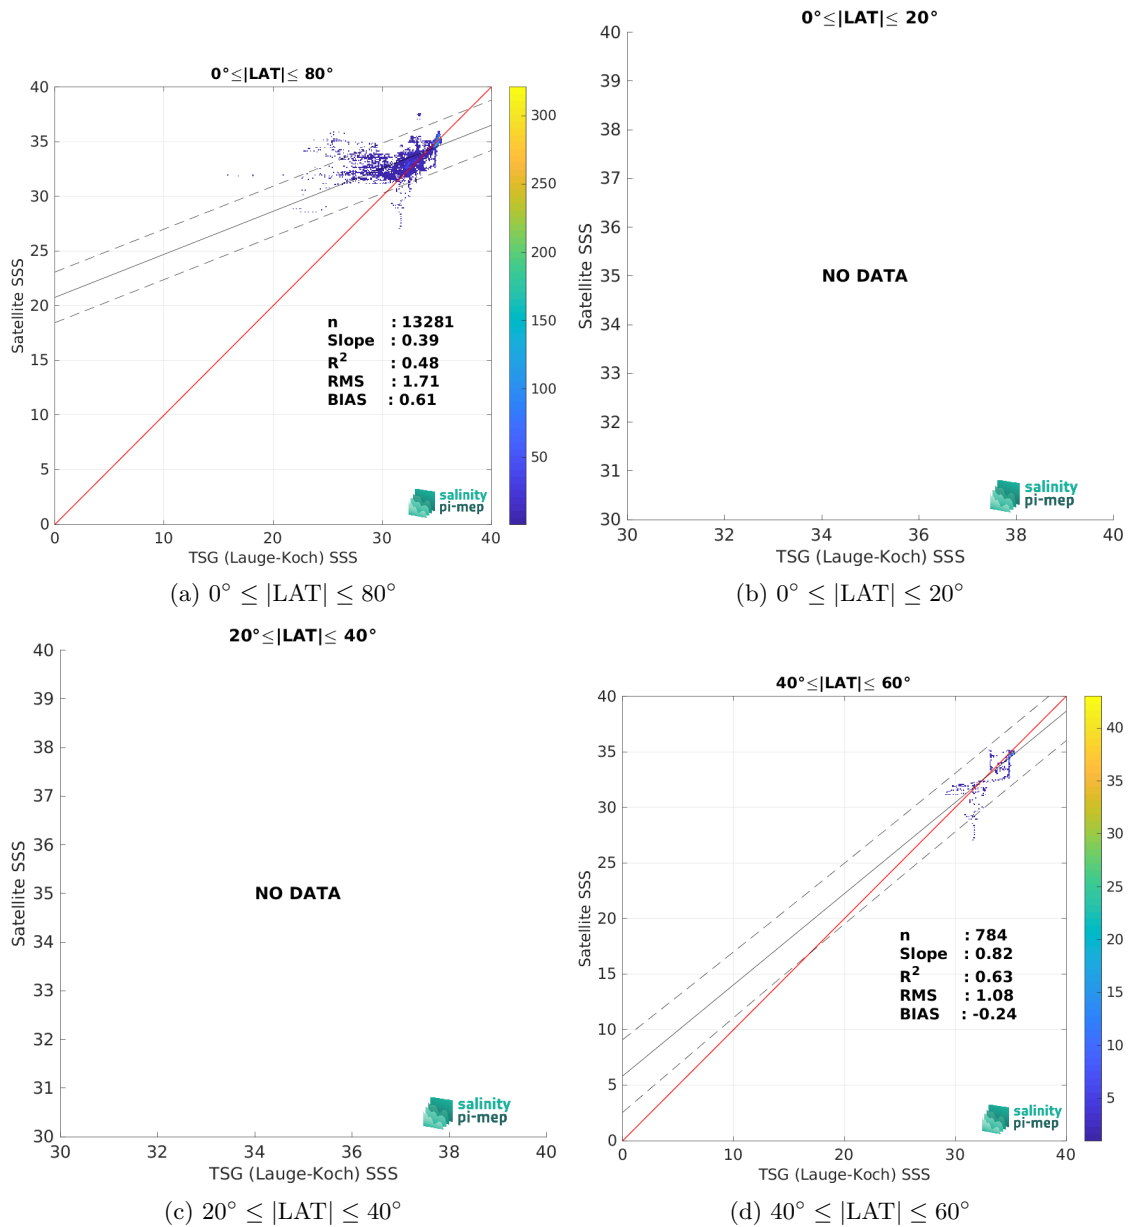 0°≤|LAT|≤ 80°
40
35
30
25
20
15
10
5
0
Satellite SSS
0
10
20
30
40
TSG (Lauge-Koch) SSS
n : 13281
Slope : 0.39
R² : 0.48
RMS : 1.71
BIAS : 0.61
salinity
pi-mep
300
250
200
150
100
50
(a) 0° ≤ |LAT| ≤ 80°
0°≤|LAT|≤ 20°
40
39
38
37
36
35
34
33
32
31
30
Satellite SSS
NO DATA
salinity
pi-mep
30
32
34
36
38
40
TSG (Lauge-Koch) SSS
(b) 0° ≤ |LAT| ≤ 20°
20°≤|LAT|≤ 40°
40
39
38
37
36
35
34
33
32
31
30
Satellite SSS
NO DATA
salinity
pi-mep
30
32
34
36
38
40
TSG (Lauge-Koch) SSS
(c) 20° ≤ |LAT| ≤ 40°
40°≤|LAT|≤ 60°
40
35
30
25
20
15
10
5
0
Satellite SSS
n : 784
Slope : 0.82
R² : 0.63
RMS : 1.08
BIAS : -0.24
salinity
pi-mep
0
10
20
30
40
TSG (Lauge-Koch) SSS
40
35
30
25
20
15
10
5
(d) 40° ≤ |LAT| ≤ 60°